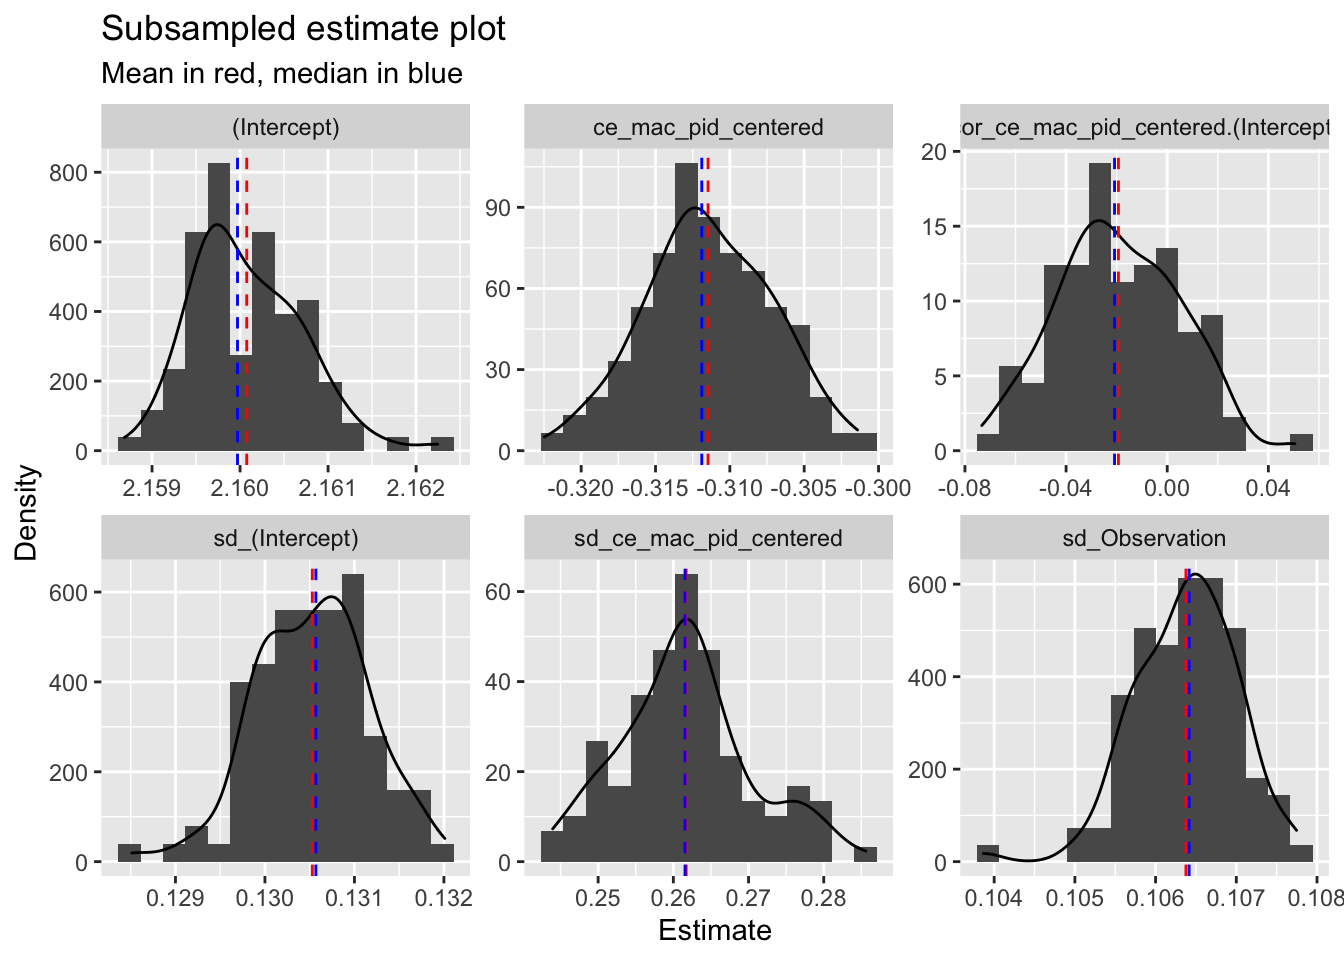 Subsampled estimate plot
Mean in red, median in blue
(Intercept)
ce_mac_pid_centered
cor_ce_mac_pid_centered.(Intercept
800
600
400
200
0
2.159 2.160 2.161 2.162
90
60
30
0
-0.320 -0.315 -0.310 -0.305 -0.300
20
15
10
5
0
-0.08 -0.04 0.00 0.04
Density
sd_(Intercept)
sd_ce_mac_pid_centered
sd_Observation
600
400
200
0
0.129 0.130 0.131 0.132
60
40
20
0
0.25 0.26 0.27 0.28
600
400
200
0
0.104 0.105 0.106 0.107 0.108
Estimate